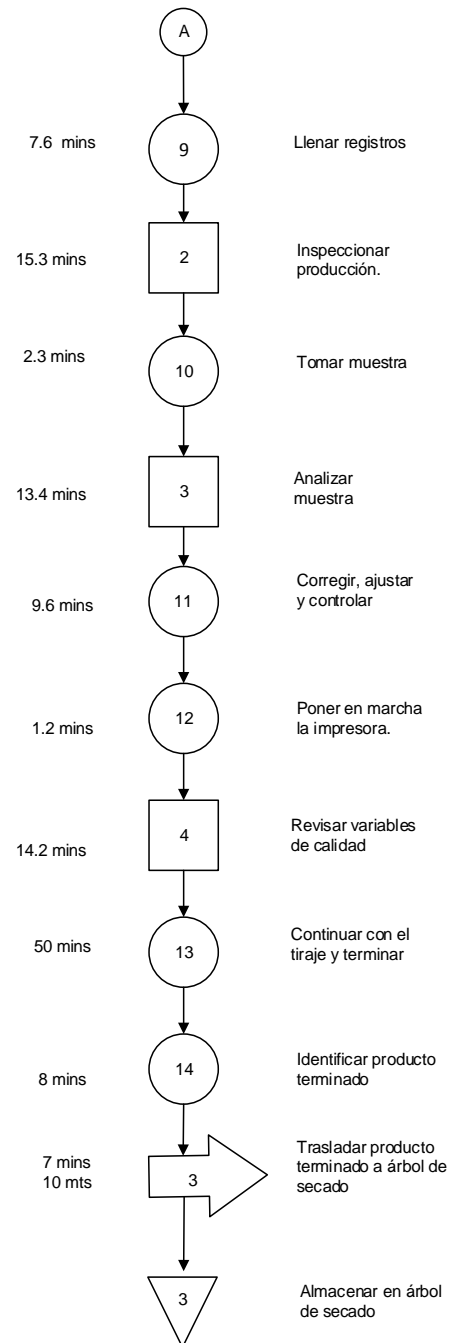 A
7.6 mins
9
Llenar registros
15.3 mins
2
Inspeccionar
producción.
2.3 mins
10
Tomar muestra
13.4 mins
3
Analizar
muestra
9.6 mins
11
Corregir, ajustar
y controlar
1.2 mins
12
Poner en marcha
la impresora.
14.2 mins
4
Revisar variables
de calidad
50 mins
13
Continuar con el
tiraje y terminar
8 mins
14
Identificar producto
terminado
7 mins
10 mts
3
Trasladar producto
terminado a árbol de
secado
3
Almacenar en árbol
de secado